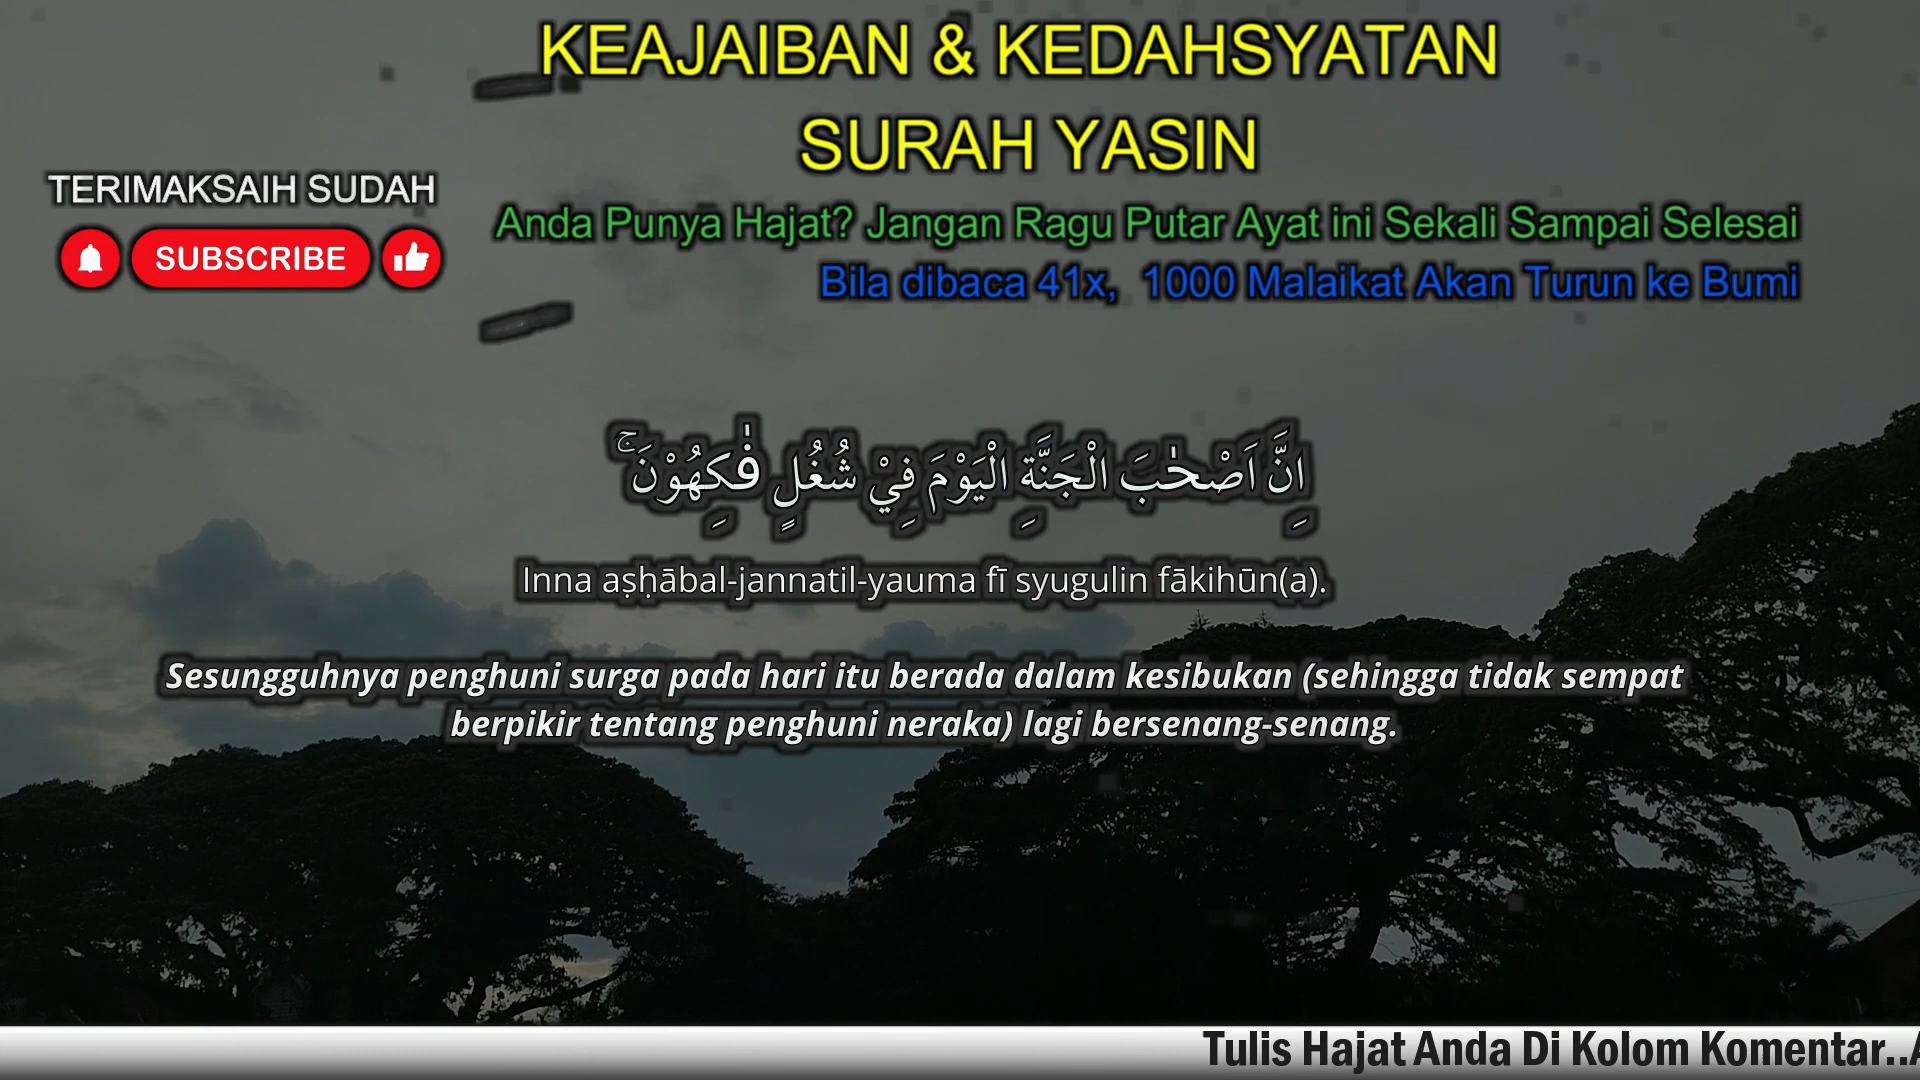 KEAJAIBAN & KEDAHSYATAN
SURAH YASIN
TERIMAKSAIH SUDAH
SUBSCRIBE
Anda Punya Hajat? Jangan Ragu Putar Ayat ini Sekali Sampai Selesai
Bila dibaca 41x, 1000 Malaikat Akan Turun ke Bumi
اِنَّ اَصْحٰبَ الْجَنَّةِ الْيَوْمَ فِيْ شُغُلٍ فٰكِهُوْنَ ۚ
Inna aṣḥābal-jannatil-yauma fī syugulin fākihūn(a).
Sesungguhnya penghuni surga pada hari itu berada dalam kesibukan (sehingga tidak sempat
berpikir tentang penghuni neraka) lagi bersenang-senang.
Tulis Hajat Anda Di Kolom Komentar..